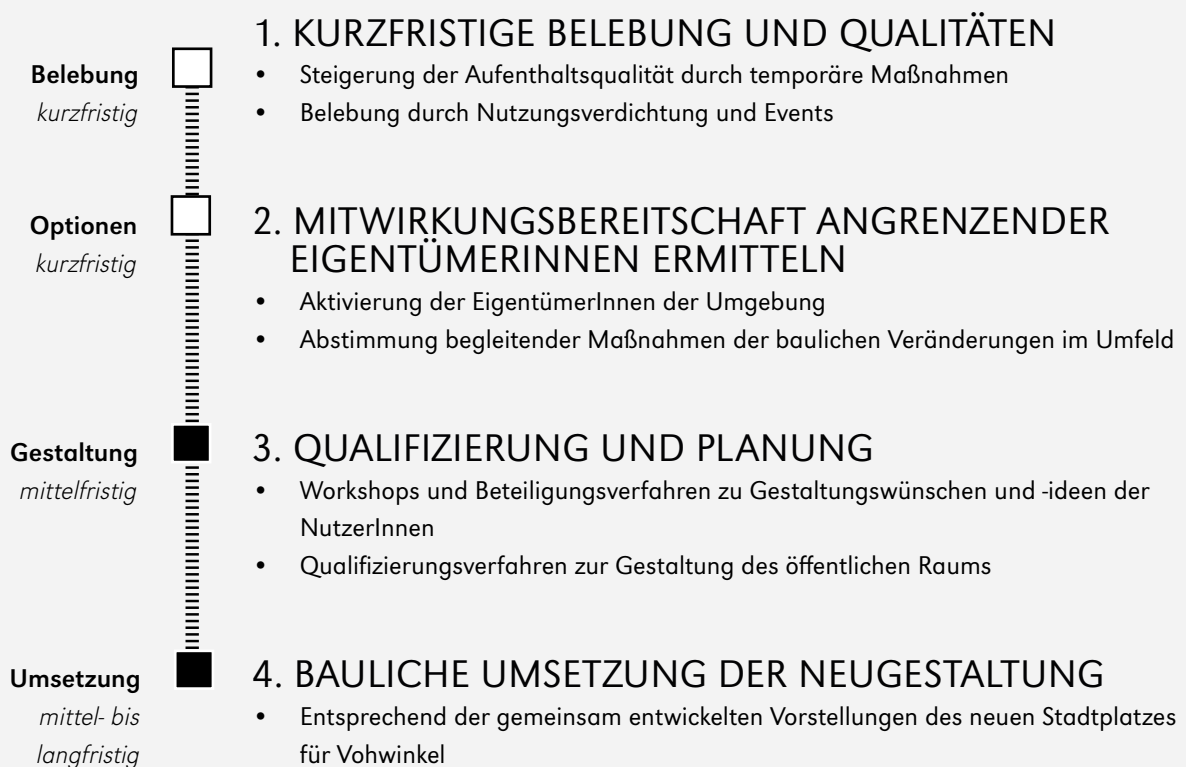 1. KURZFRISTIGE BELEBUNG UND QUALITÄTEN
Belebung
kurzfristig
• Steigerung der Aufenthaltsqualität durch temporäre Maßnahmen
• Belebung durch Nutzungsverdichtung und Events
Optionen
kurzfristig
2. MITWIRKUNGSBEREITSCHAFT ANGRENZENDER
EIGENTÜMERINNEN ERMITTELN
• Aktivierung der EigentümerInnen der Umgebung
• Abstimmung begleitender Maßnahmen der baulichen Veränderungen im Umfeld
Gestaltung
mittelfristig
3. QUALIFIZIERUNG UND PLANUNG
• Workshops und Beteiligungsverfahren zu Gestaltungswünschen und -ideen der
NutzerInnen
• Qualifizierungsverfahren zur Gestaltung des öffentlichen Raums
Umsetzung
mittel- bis
langfristig
4. BAULICHE UMSETZUNG DER NEUGESTALTUNG
• Entsprechend der gemeinsam entwickelten Vorstellungen des neuen Stadtplatzes
für Vohwinkel